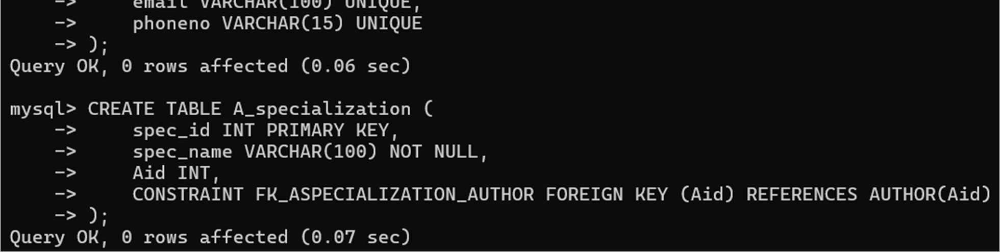 -> email VARCHAR(100) UNIQUE,
-> phoneno VARCHAR(15) UNIQUE
-> );
Query OK, 0 rows affected (0.06 sec)
mysql> CREATE TABLE A_specialization (
-> spec_id INT PRIMARY KEY,
-> spec_name VARCHAR(100) NOT NULL,
-> Aid INT,
-> CONSTRAINT FK_ASPECIALIZATION_AUTHOR FOREIGN KEY (Aid) REFERENCES AUTHOR(Aid)
-> );
Query OK, 0 rows affected (0.07 sec)